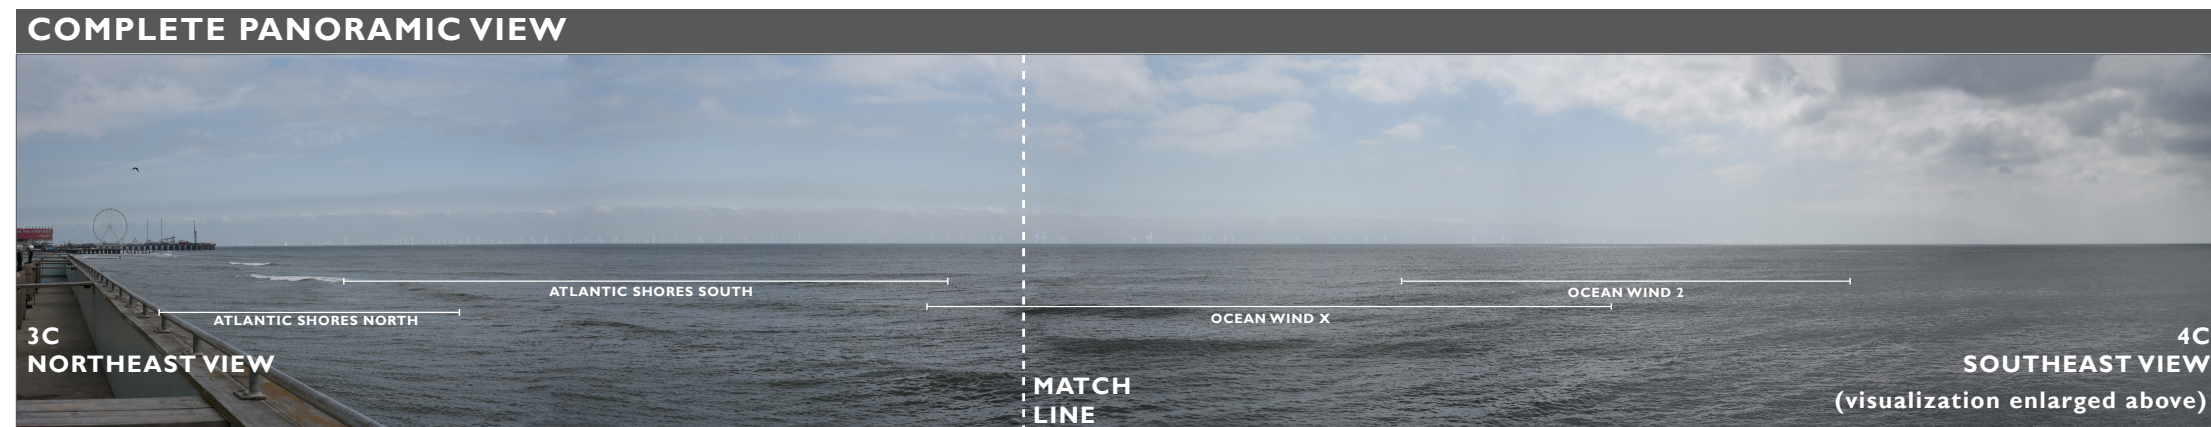 COMPLETE PANORAMIC VIEW
ATLANTIC SHORES SOUTH
OCEAN WIND 2
ATLANTIC SHORES NORTH
OCEAN WIND X
3C
NORTHEAST VIEW
4C
SOUTHEAST VIEW
(visualization enlarged above)
MATCH
LINE